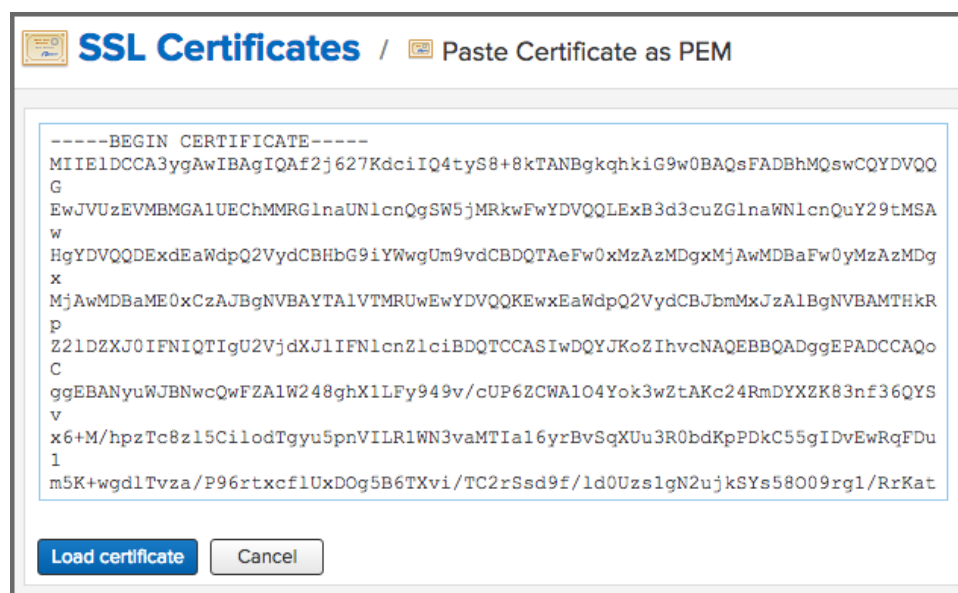 SSL Certificates / Paste Certificate as PEM
-----BEGIN CERTIFICATE-----
MIIElDCCA3ygAwIBAgIQAf2j627KdciIQ4tyS8+8kTANBgkqhkiG9w0BAQsFADBhMQswCQYDVQQ
G
EwJVUzEVMBMGA1UEChMMRGlnaUNlcnQgSW5jMRkwFwYDVQQLExB3d3cuZGlnaWNlcnQuY29tMSA
w
HgYDVQQDExdEaWdpQ2VydCBHbG9iYWwgUm9vdCBDQTAeFw0xMzAzMDgxMjAwMDBaFw0yMzAzMDg
x
MjAwMDBaME0xCzAJBgNVBAYTAlVTMRUwEwYDVQQKEwxEaWdpQ2VydCBJbmMxJzAlBgNVBAMTHkR
p
Z2lDZXJ0IFNIQTIgU2VjdXJlIFNlcnZlciBDQTCCASIwDQYJKoZIhvcNAQEBBQADggEPADCCAQo
C
ggEBANyuWJBNwcQwFZA1W248ghX1LFy949v/cUP6ZCWA1O4Yok3wZtAKc24RmDYXZK83nf36QYS
v
x6+M/hpzTc8zl5CilodTgyu5pnVILR1WN3vaMTIa16yrBvSqXUu3R0bdKpPDkC55gIDvEwRqFDu
1
m5K+wgdlTvza/P96rtxcflUxDOg5B6TXvi/TC2rSsd9f/ld0Uzs1gN2ujkSYs58O09rg1/RrKat
Load certificate
Cancel